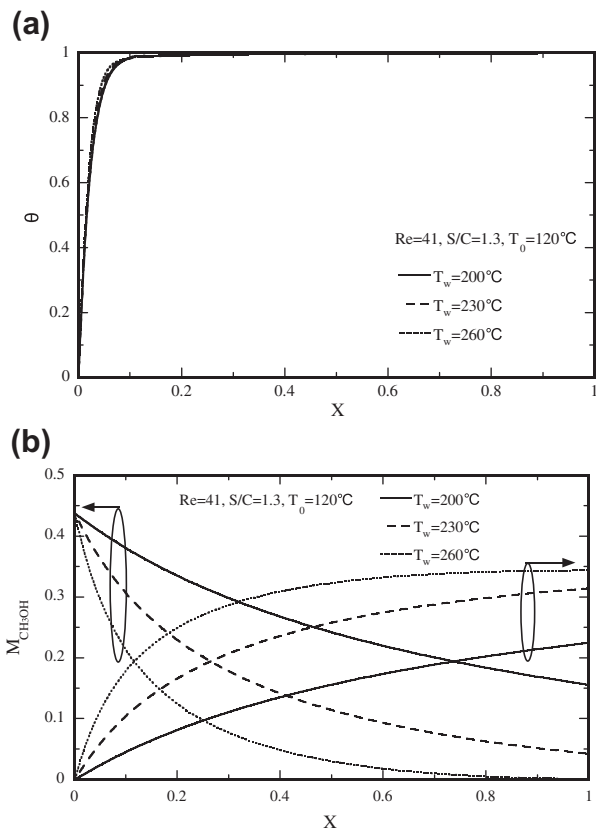 (a)
1
0.8
0.6
0.4
0.2
0
θ
Re=41, S/C=1.3, T0=120℃
Tw=200℃
Tw=230℃
Tw=260℃
0 0.2 0.4 0.6 0.8 1
X
(b)
0.5
0.4
0.3
0.2
0.1
0
MCH3OH
Re=41, S/C=1.3, T0=120℃
Tw=200℃
Tw=230℃
Tw=260℃
0 0.2 0.4 0.6 0.8 1
X